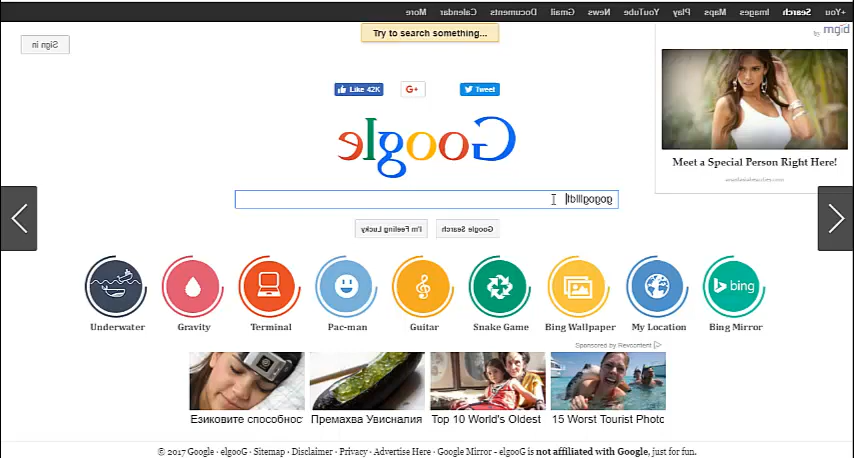 +You Search Images Maps Play YouTube News Gmail Documents Calendar More
Sign in
Try to search something...
mgid
Like 42K
G+
Tweet
Google
Meet a Special Person Right Here!
Google Search
I'm Feeling Lucky
bing
Underwater
Gravity
Terminal
Pac-man
Guitar
Snake Game
Bing Wallpaper
My Location
Bing Mirror
Sponsored by Revcontent
Езиковите способнос
Премахва Увисналия
Top 10 World's Oldest
15 Worst Tourist Photo
© 2017 Google · elgooG · Sitemap · Disclaimer · Privacy · Advertise Here · Google Mirror - elgooG is not affiliated with Google, just for fun.